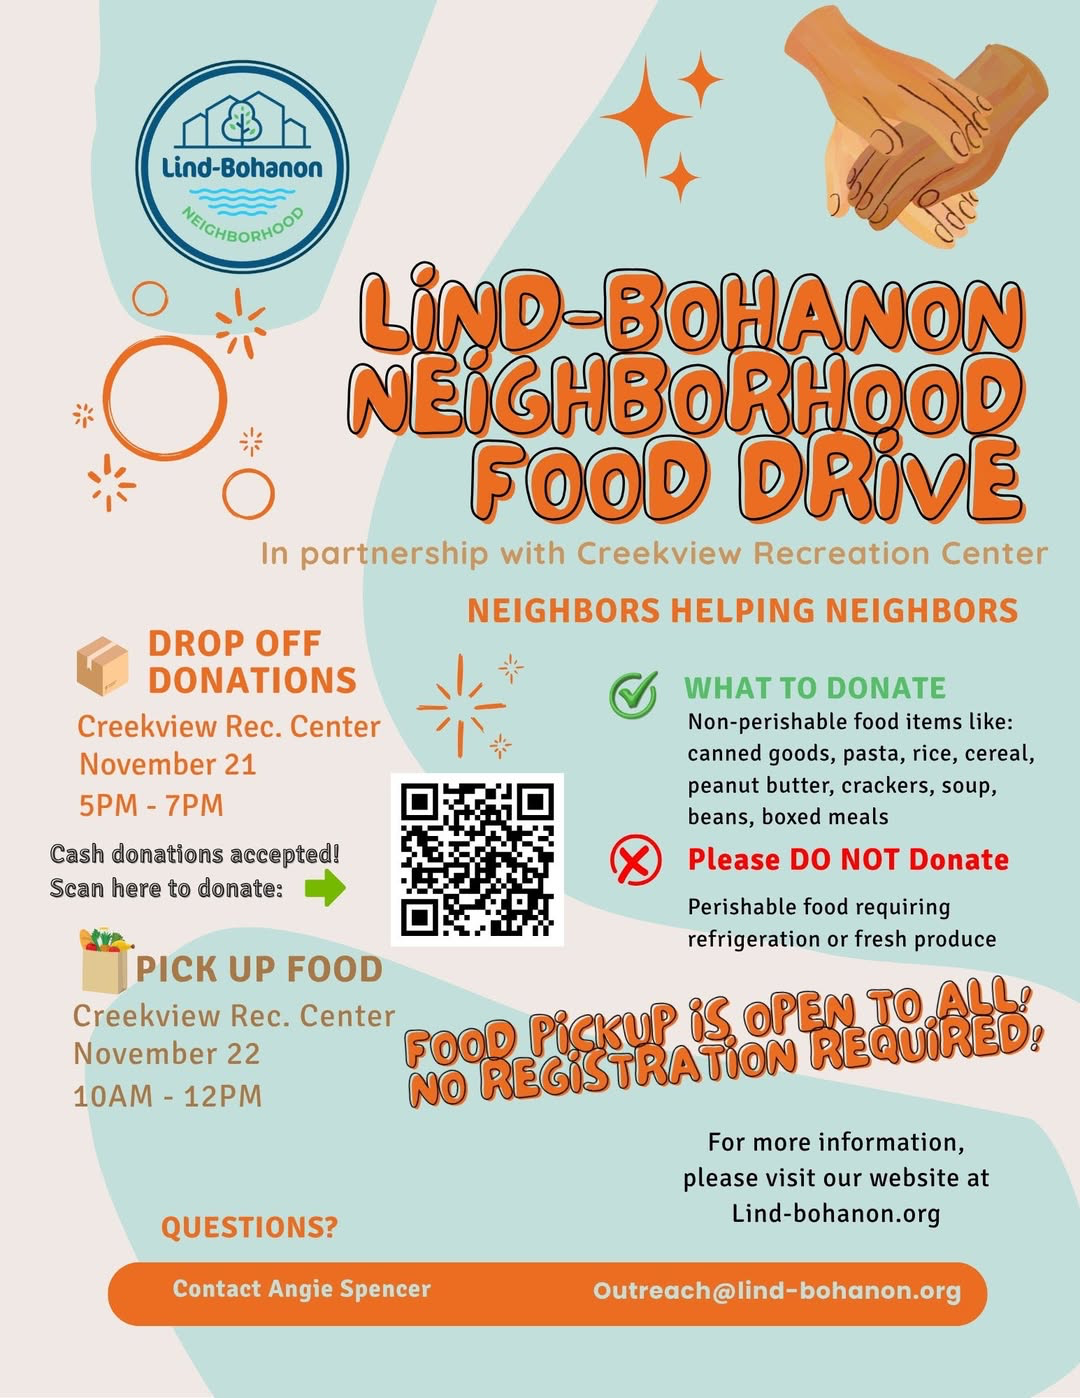 Lind-Bohanon
NEIGHBORHOOD
LiND-BOHANON
NEiGHBORHOOD
FOOD DRiVE
In partnership with Creekview Recreation Center
NEIGHBORS HELPING NEIGHBORS
DROP OFF
DONATIONS
Creekview Rec. Center
November 21
5PM - 7PM
Cash donations accepted!
Scan here to donate:
WHAT TO DONATE
Non-perishable food items like:
canned goods, pasta, rice, cereal,
peanut butter, crackers, soup,
beans, boxed meals
Please DO NOT Donate
Perishable food requiring
refrigeration or fresh produce
PICK UP FOOD
Creekview Rec. Center
November 22
10AM - 12PM
FOOD PiCKUP iS OPEN TO ALL!
NO REGiSTRATiON REQUiRED!
For more information,
please visit our website at
Lind-bohanon.org
QUESTIONS?
Contact Angie Spencer
Outreach@lind-bohanon.org